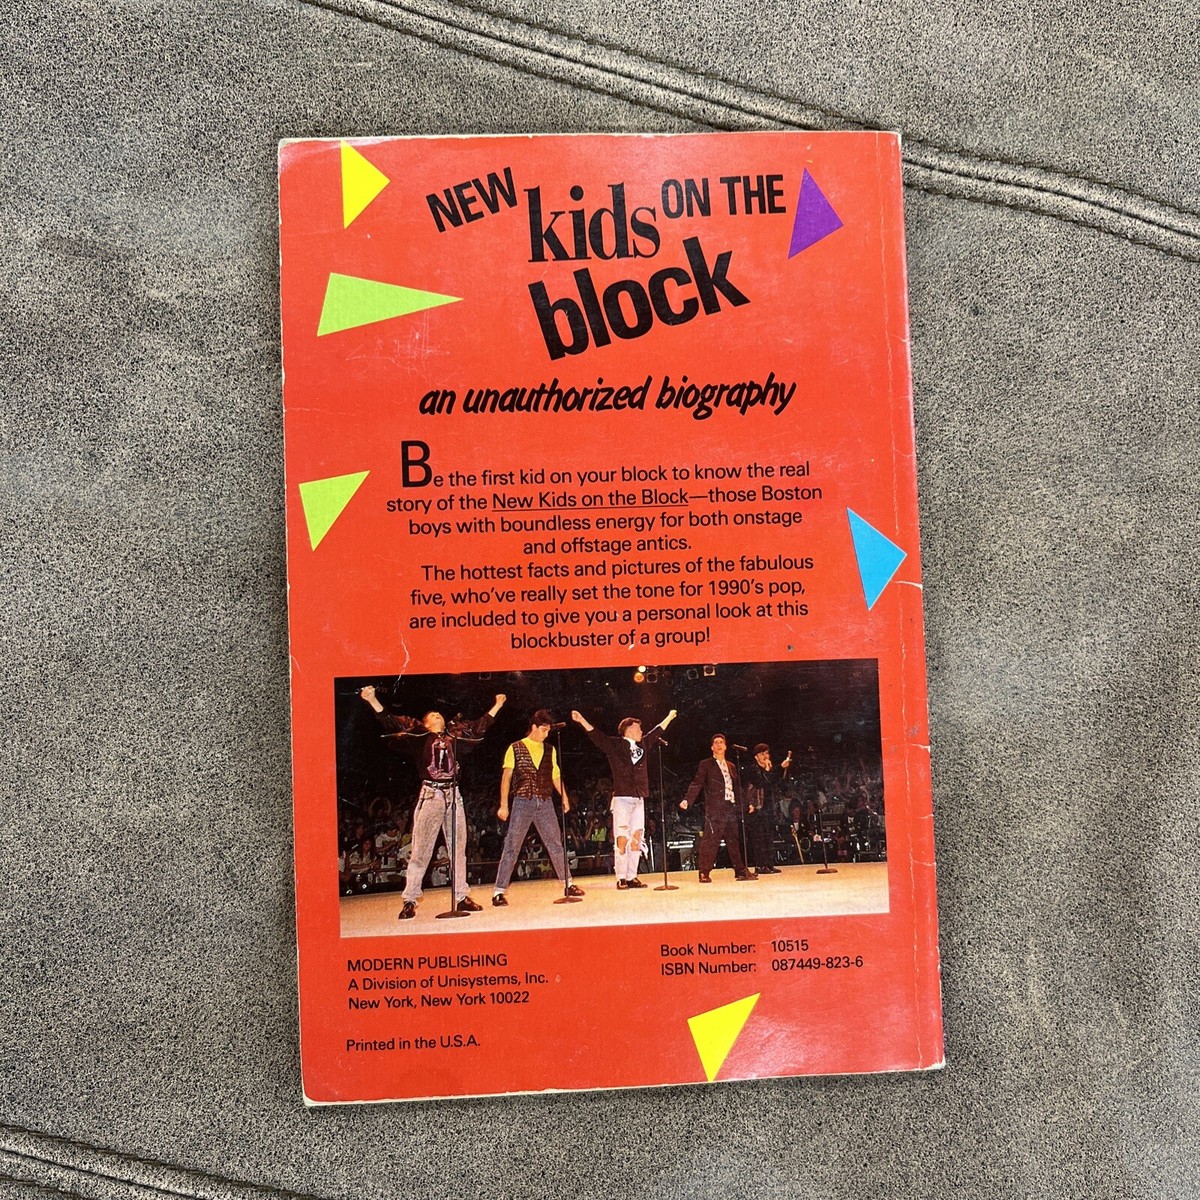 NEW kids ON THE
block
an unauthorized biography
Be the first kid on your block to know the real
story of the New Kids on the Block—those Boston
boys with boundless energy for both onstage
and offstage antics.
The hottest facts and pictures of the fabulous
five, who've really set the tone for 1990's pop,
are included to give you a personal look at this
blockbuster of a group!
MODERN PUBLISHING
A Division of Unisystems, Inc.
New York, New York 10022
Printed in the U.S.A.
Book Number: 10515
ISBN Number: 087449-823-6